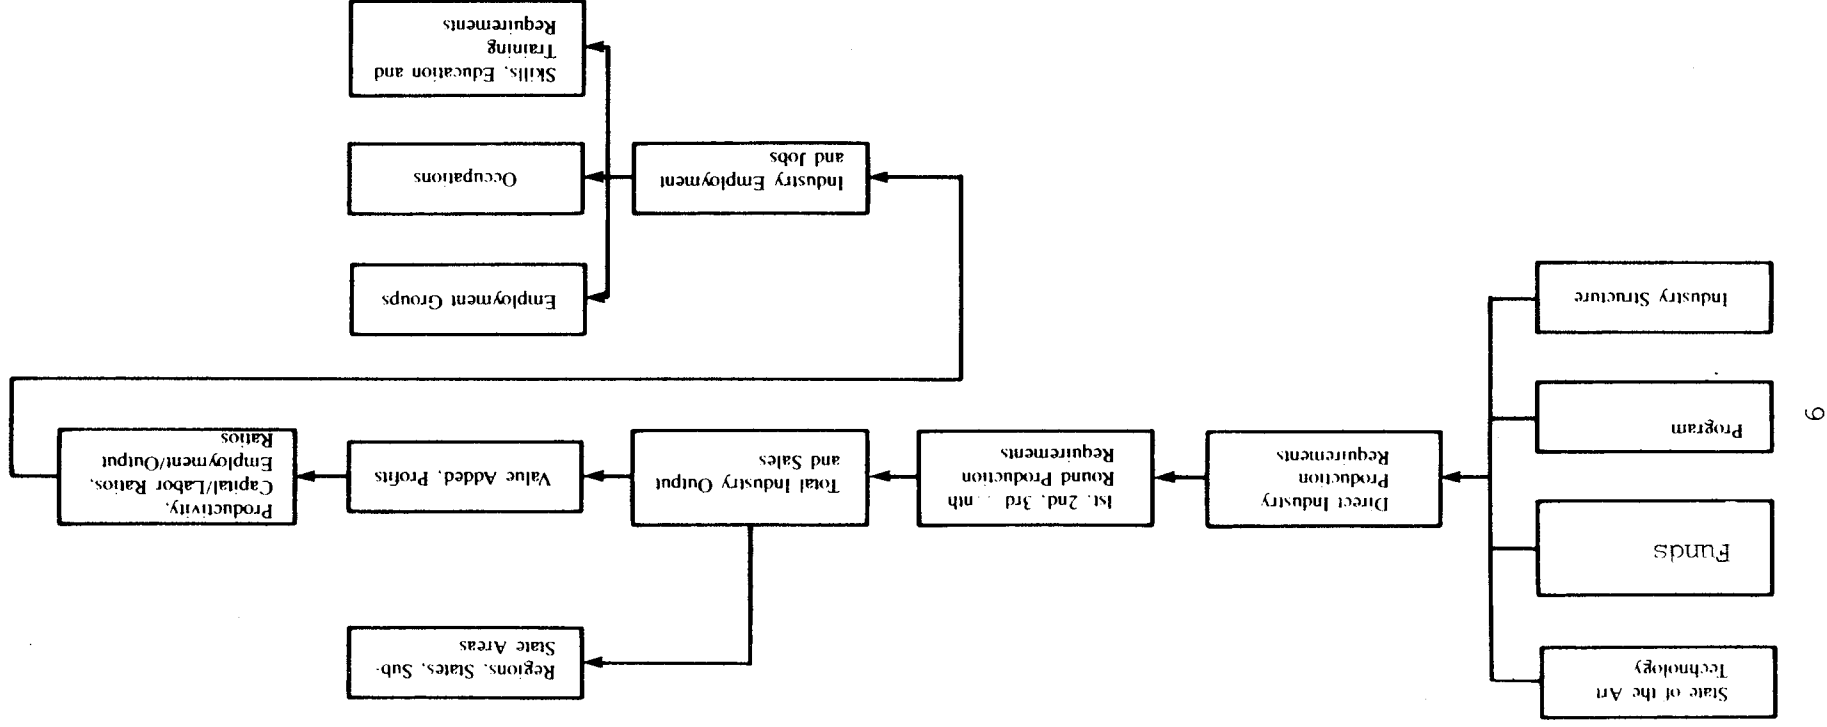 State of the Art
Technology
Funds
Program
Industry Structure
Direct Industry
Production
Requirements
1st, 2nd, 3rd ... nth
Round Production
Requirements
Total Industry Output
and Sales
Regions, States, Sub-
State Areas
Value Added, Profits
Productivity,
Capital/Labor Ratios,
Employment/Output
Ratios
Industry Employment
and Jobs
Employment Groups
Occupations
Skills, Education and
Training
Requirements
9